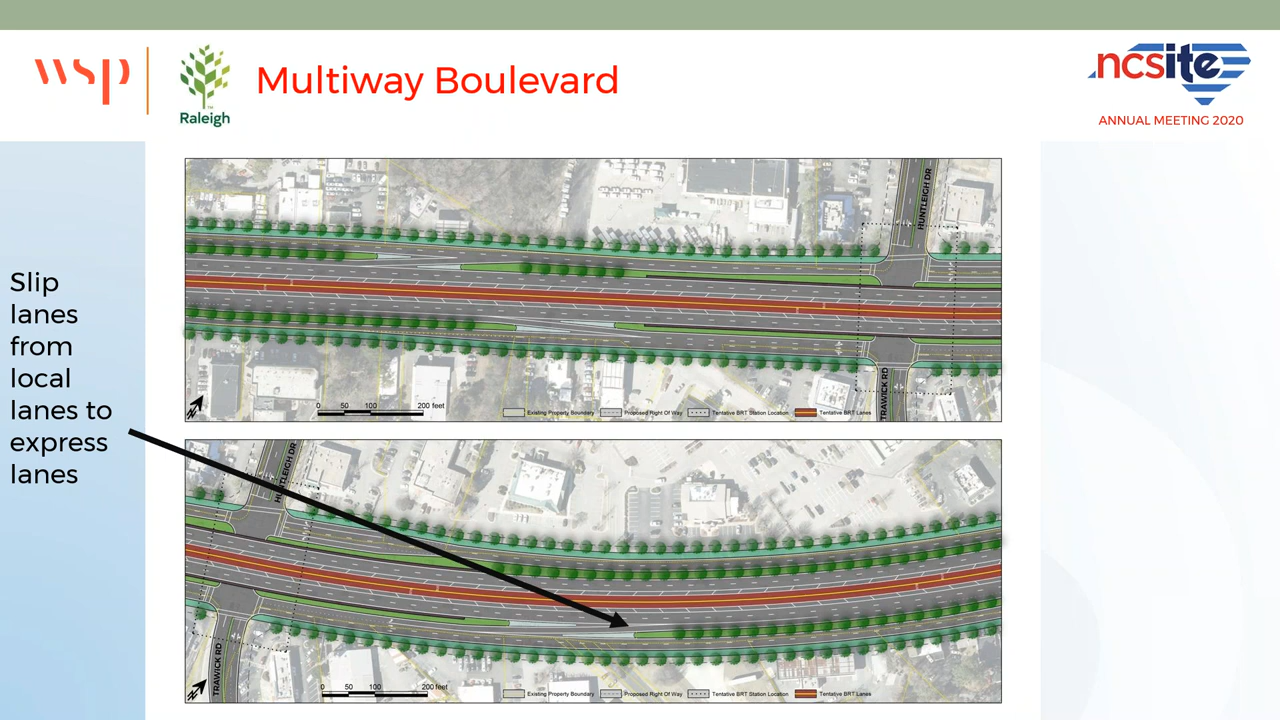 wsp
Raleigh
Multiway Boulevard
ncsite
ANNUAL MEETING 2020
Slip
lanes
from
local
lanes to
express
lanes
HUNTLEIGH DR
TRAWICK RD
0 50 100 200 feet
Existing Property Boundary
Proposed Right Of Way
Tentative BRT Station Location
Tentative BRT Lanes
HUNTLEIGH DR
TRAWICK RD
0 50 100 200 feet
Existing Property Boundary
Proposed Right Of Way
Tentative BRT Station Location
Tentative BRT Lanes